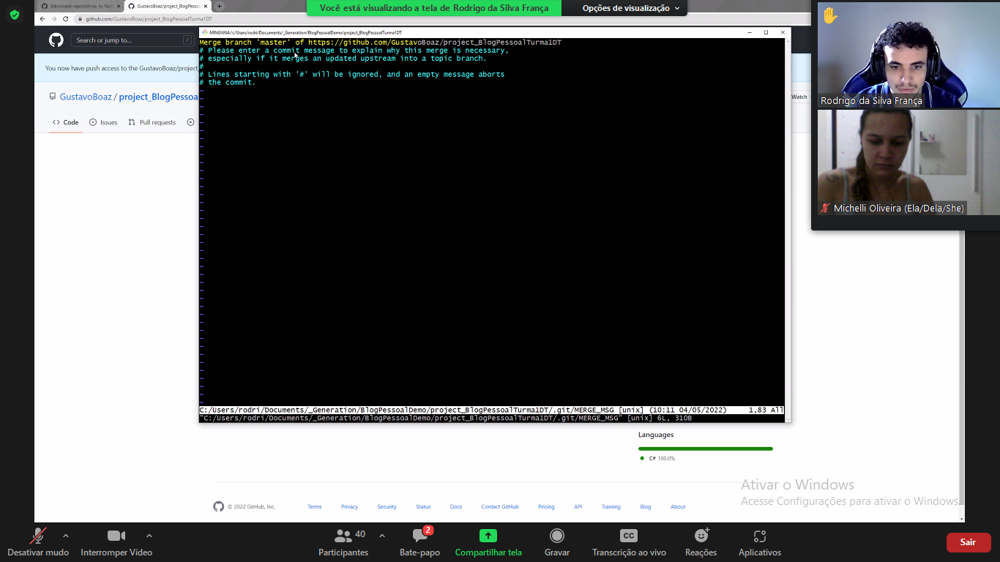 Você está visualizando a tela de Rodrigo da Silva França
Opções de visualização
Adicionado repositórios. by Nat
GustavoBoaz/project_BlogPesso
github.com/GustavoBoaz/project_BlogPessoalTurma1DT
Search or jump to...
/
You now have push access to the GustavoBoaz/project
GustavoBoaz / project_BlogPessoa
Watch
Code
Issues
Pull requests
MINGW64:/c/Users/rodri/Documents/_Generation/BlogPessoalDemo/project_BlogPessoalTurma1DT
Merge branch 'master' of https://github.com/GustavoBoaz/project_BlogPessoalTurma1DT
# Please enter a commit message to explain why this merge is necessary,
# especially if it merges an updated upstream into a topic branch.
#
# Lines starting with '#' will be ignored, and an empty message aborts
# the commit.
C:/Users/rodri/Documents/_Generation/BlogPessoalDemo/project_BlogPessoalTurma1DT/.git/MERGE_MSG [unix] (10:11 04/05/2022) 1,83 All
"C:/Users/rodri/Documents/_Generation/BlogPessoalDemo/project_BlogPessoalTurma1DT/.git/MERGE_MSG" [unix] 6L, 310B
Rodrigo da Silva França
Michelli Oliveira (Ela/Dela/She)
Languages
C# 100.0%
© 2022 GitHub, Inc.
Terms
Privacy
Security
Status
Docs
Contact GitHub
Pricing
API
Training
Blog
About
Ativar o Windows
Acesse Configurações para ativar o Windows.
Desativar mudo
Interromper Vídeo
40
Participantes
2
Bate-papo
Compartilhar tela
Gravar
CC
Transcrição ao vivo
Reações
Aplicativos
Sair